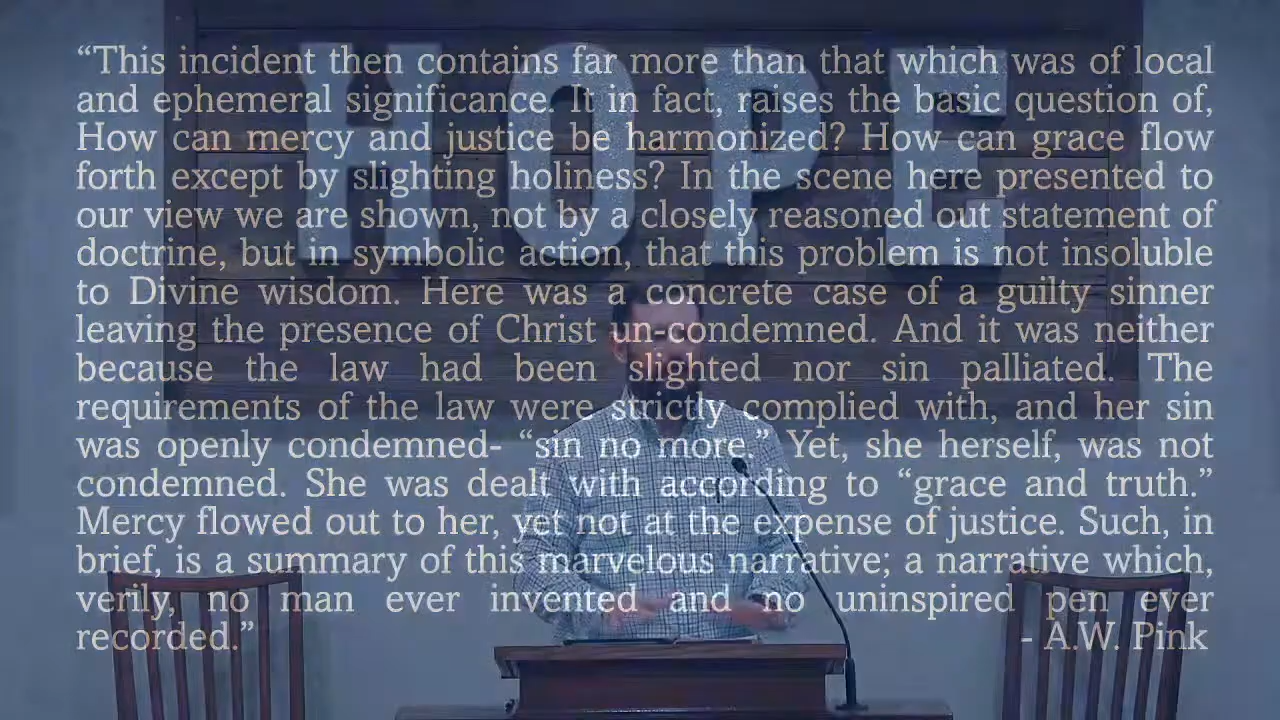 HOPE
“This incident then contains far more than that which was of local
and ephemeral significance. It in fact, raises the basic question of,
How can mercy and justice be harmonized? How can grace flow
forth except by slighting holiness? In the scene here presented to
our view we are shown, not by a closely reasoned out statement of
doctrine, but in symbolic action, that this problem is not insoluble
to Divine wisdom. Here was a concrete case of a guilty sinner
leaving the presence of Christ un-condemned. And it was neither
because the law had been slighted nor sin palliated. The
requirements of the law were strictly complied with, and her sin
was openly condemned- “sin no more.” Yet, she herself, was not
condemned. She was dealt with according to “grace and truth.”
Mercy flowed out to her, yet not at the expense of justice. Such, in
brief, is a summary of this marvelous narrative; a narrative which,
verily, no man ever invented and no uninspired pen ever
recorded.” - A.W. Pink